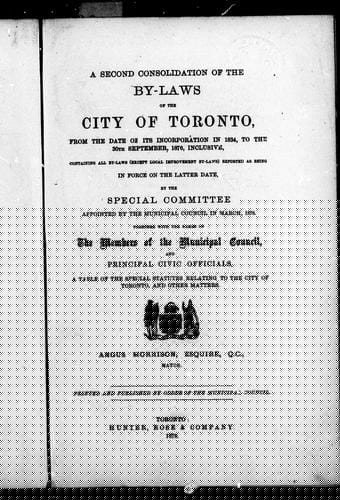 A SECOND CONSOLIDATION OF THE
BY-LAWS
OF THE
CITY OF TORONTO,
FROM THE DATE OF ITS INCORPORATION IN 1834, TO THE
30TH SEPTEMBER, 1876, INCLUSIVE,
CONTAINING ALL BY-LAWS (EXCEPT LOCAL IMPROVEMENT BY-LAWS) REPORTED AS BEING
IN FORCE ON THE LATTER DATE,
BY THE
SPECIAL COMMITTEE
APPOINTED BY THE MUNICIPAL COUNCIL IN MARCH, 1876.
TOGETHER WITH THE NAMES OF
The Members of the Municipal Council,
AND
PRINCIPAL CIVIC OFFICIALS,
A TABLE OF THE SPECIAL STATUTES RELATING TO THE CITY OF
TORONTO, AND OTHER MATTERS.
ANGUS MORRISON, ESQUIRE, Q.C.,
MAYOR.
PRINTED AND PUBLISHED BY ORDER OF THE MUNICIPAL COUNCIL.
TORONTO:
HUNTER, ROSE & COMPANY.
1876.